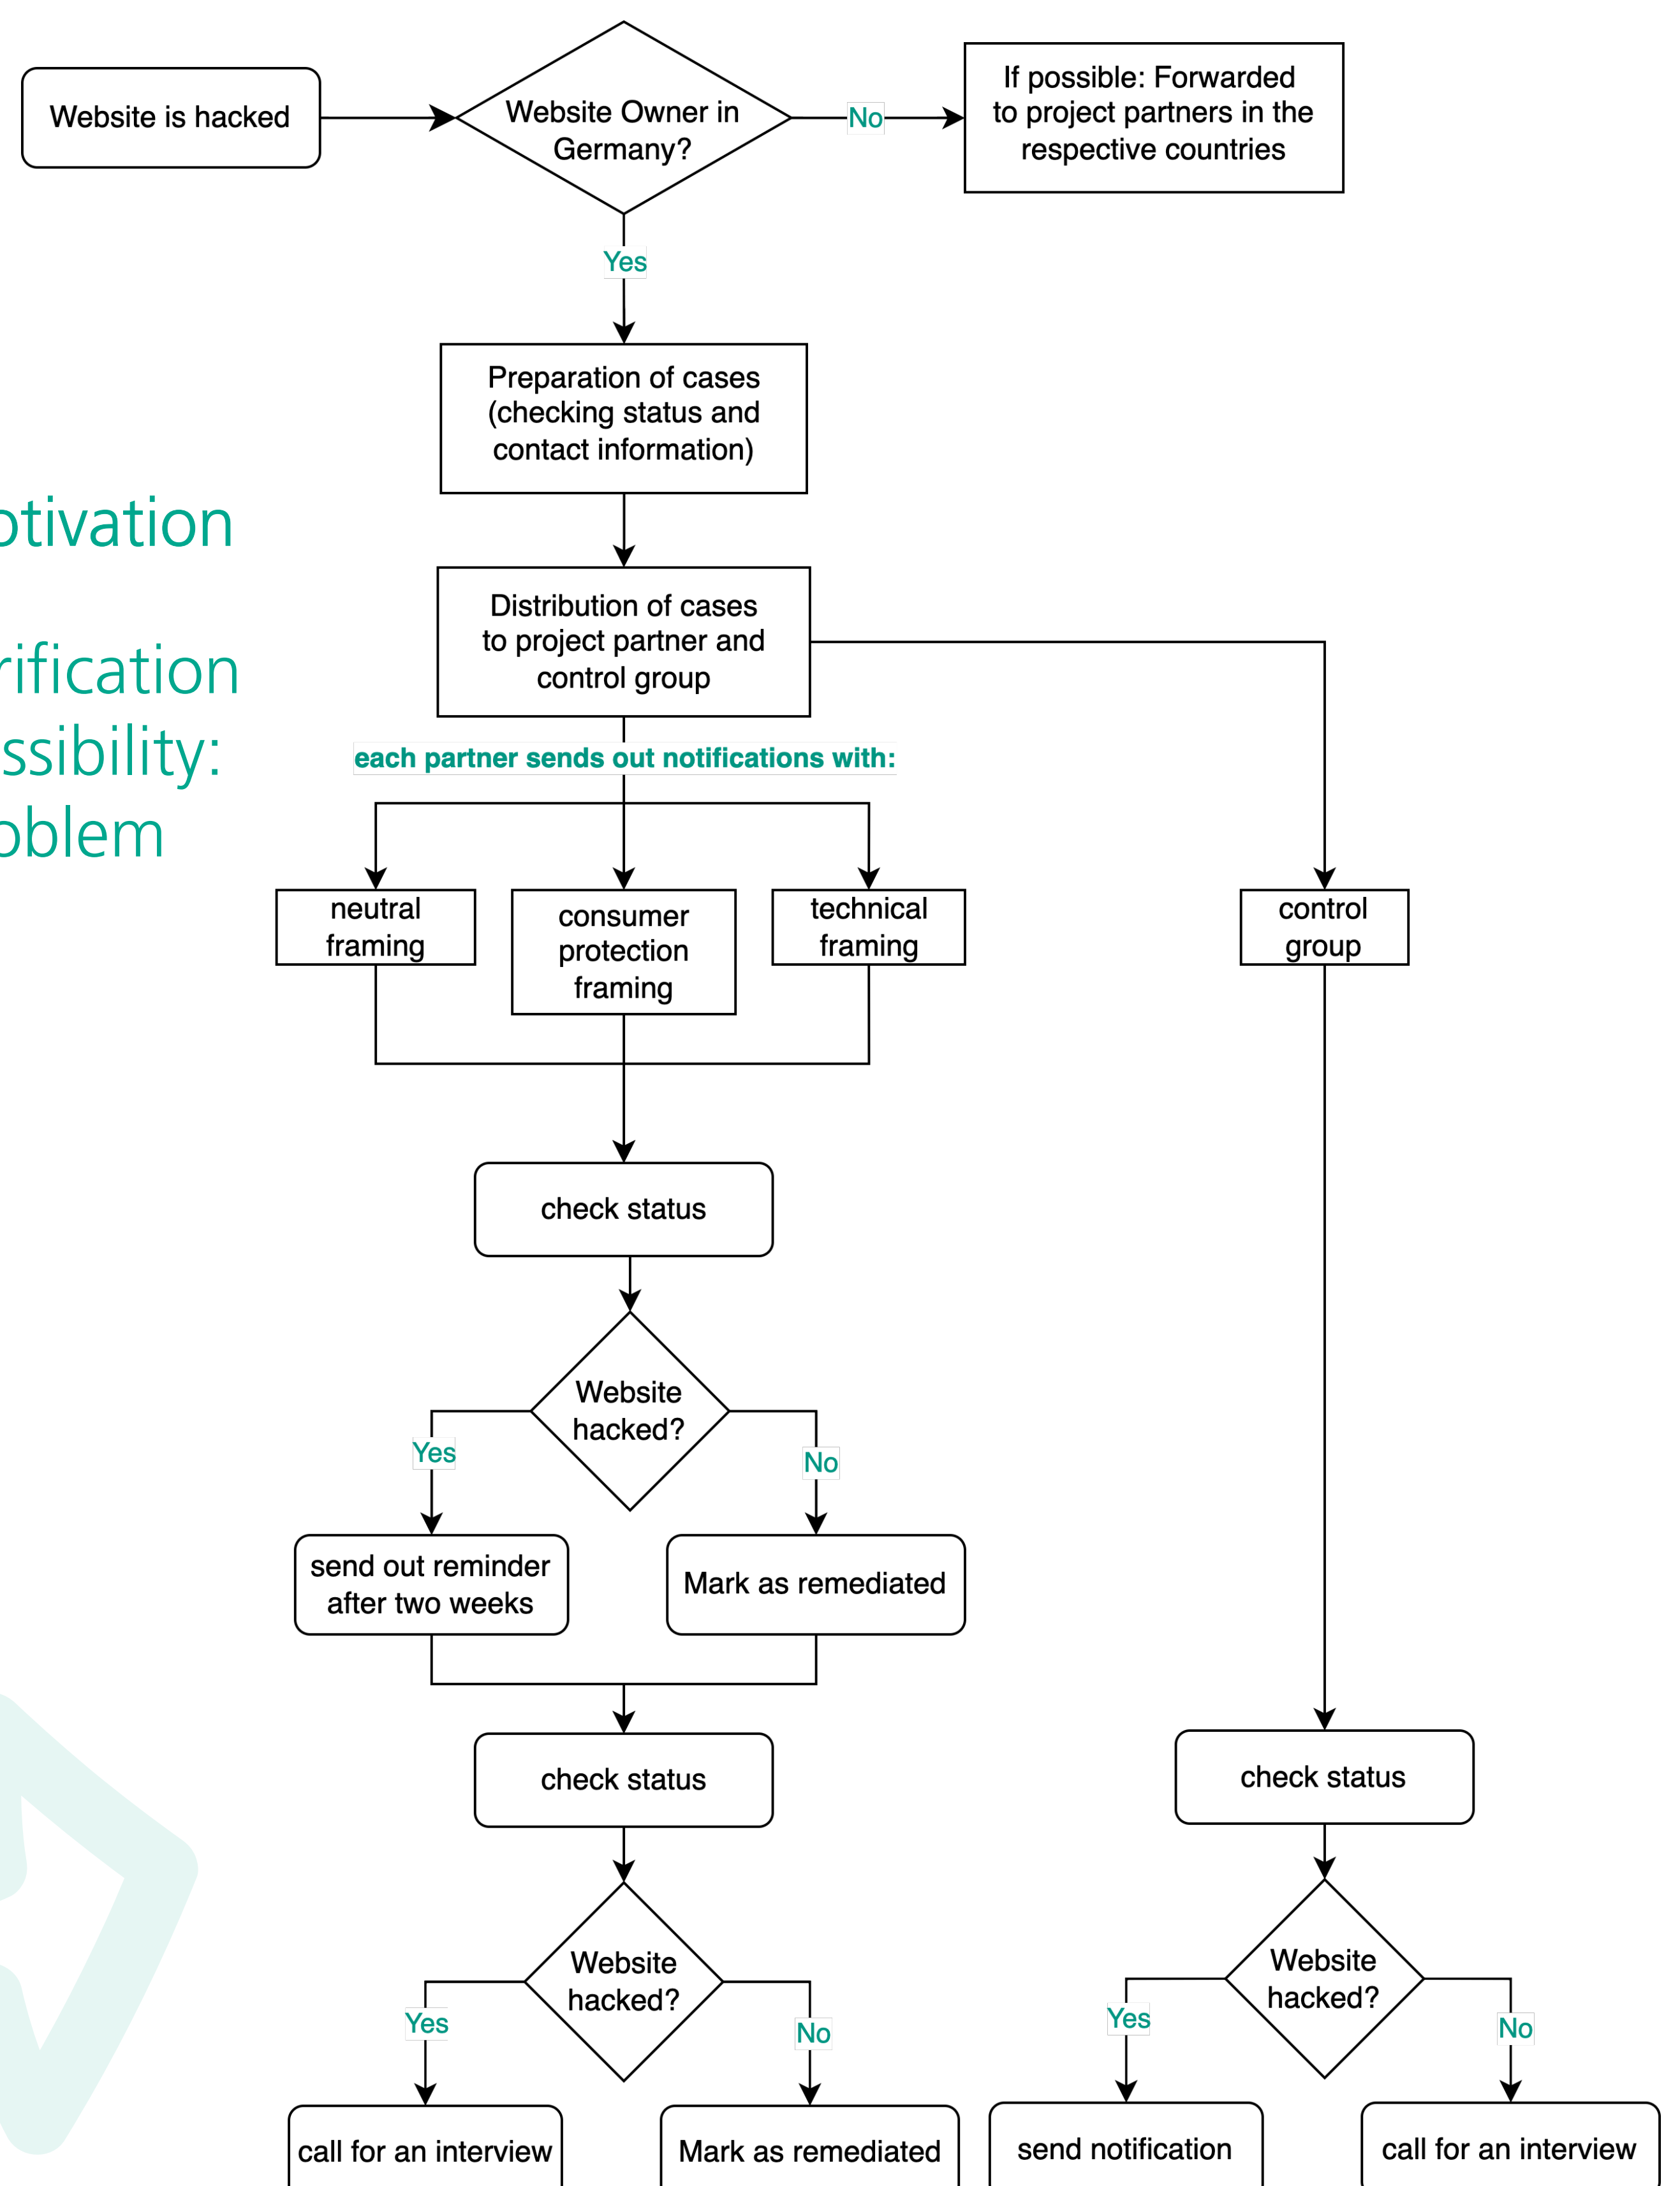 Website is hacked
Website Owner in
Germany?
No
If possible: Forwarded
to project partners in the
respective countries
Yes
Preparation of cases
(checking status and
contact information)
Distribution of cases
to project partner and
control group
each partner sends out notifications with:
neutral
framing
consumer
protection
framing
technical
framing
control
group
check status
Website
hacked?
Yes
No
send out reminder
after two weeks
Mark as remediated
check status
check status
Website
hacked?
Yes
No
Website
hacked?
Yes
No
call for an interview
Mark as remediated
send notification
call for an interview